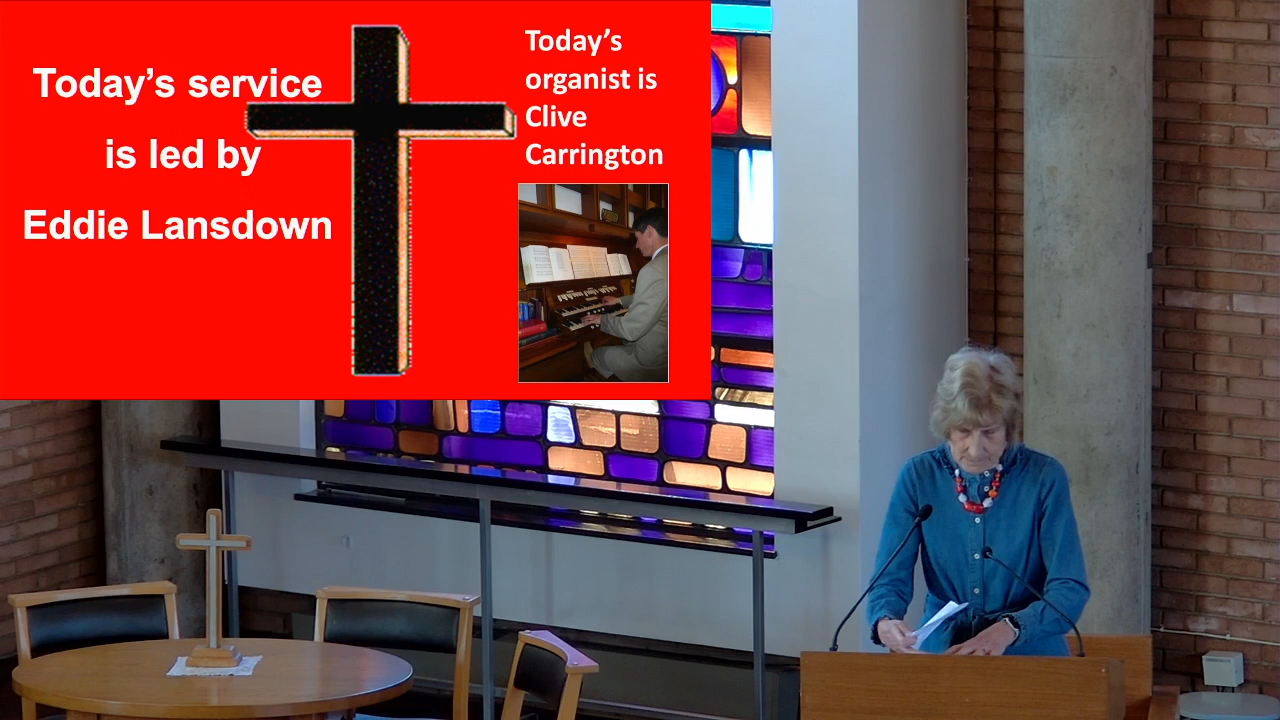 Today’s service
is led by
Eddie Lansdown
Today’s
organist is
Clive
Carrington